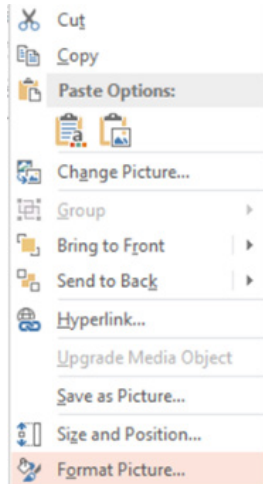 Cut
Copy
Paste Options:
a
Change Picture...
Group
Bring to Front
Send to Back
Hyperlink...
Upgrade Media Object
Save as Picture...
Size and Position...
Format Picture...